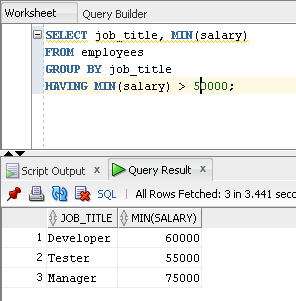 Worksheet Query Builder
SELECT job_title, MIN(salary)
FROM employees
GROUP BY job_title
HAVING MIN(salary) > 50000;
Script Output x Query Result x
SQL | All Rows Fetched: 3 in 3.441 seco
JOB_TITLE MIN(SALARY)
1 Developer 60000
2 Tester 55000
3 Manager 75000